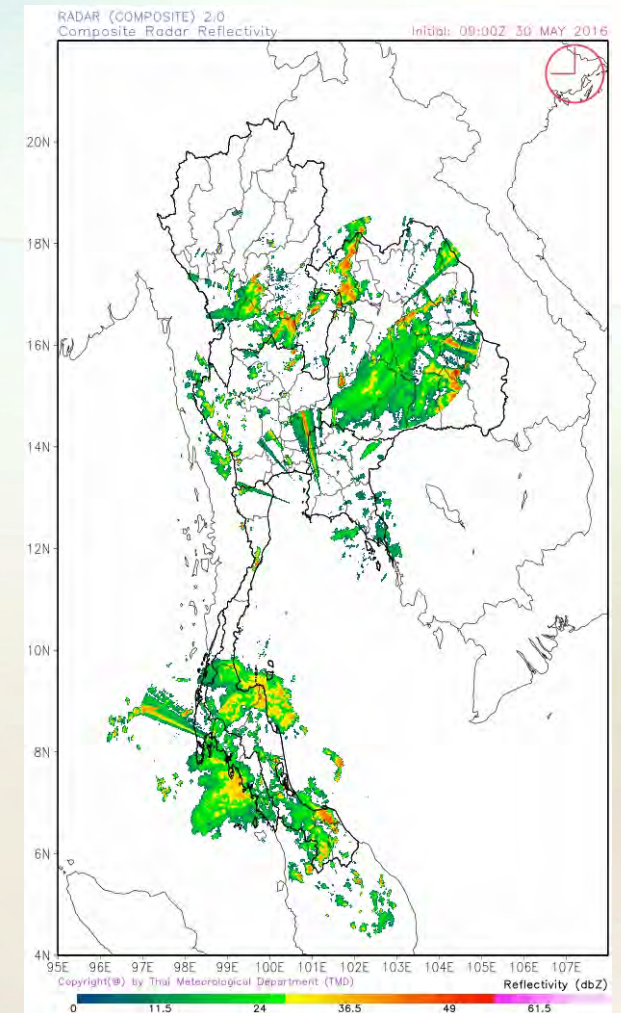 RADAR (COMPOSITE) 2.0
Composite Radar Reflectivity
Initial: 09:00Z 30 MAY 2016
20N
18N
16N
14N
12N
10N
8N
6N
4N
95E 96E 97E 98E 99E 100E 101E 102E 103E 104E 105E 106E 107E
Copyright(@) by Thai Meteorological Department (TMD)
Reflectivity (dbZ)
0 11.5 24 36.5 49 61.5